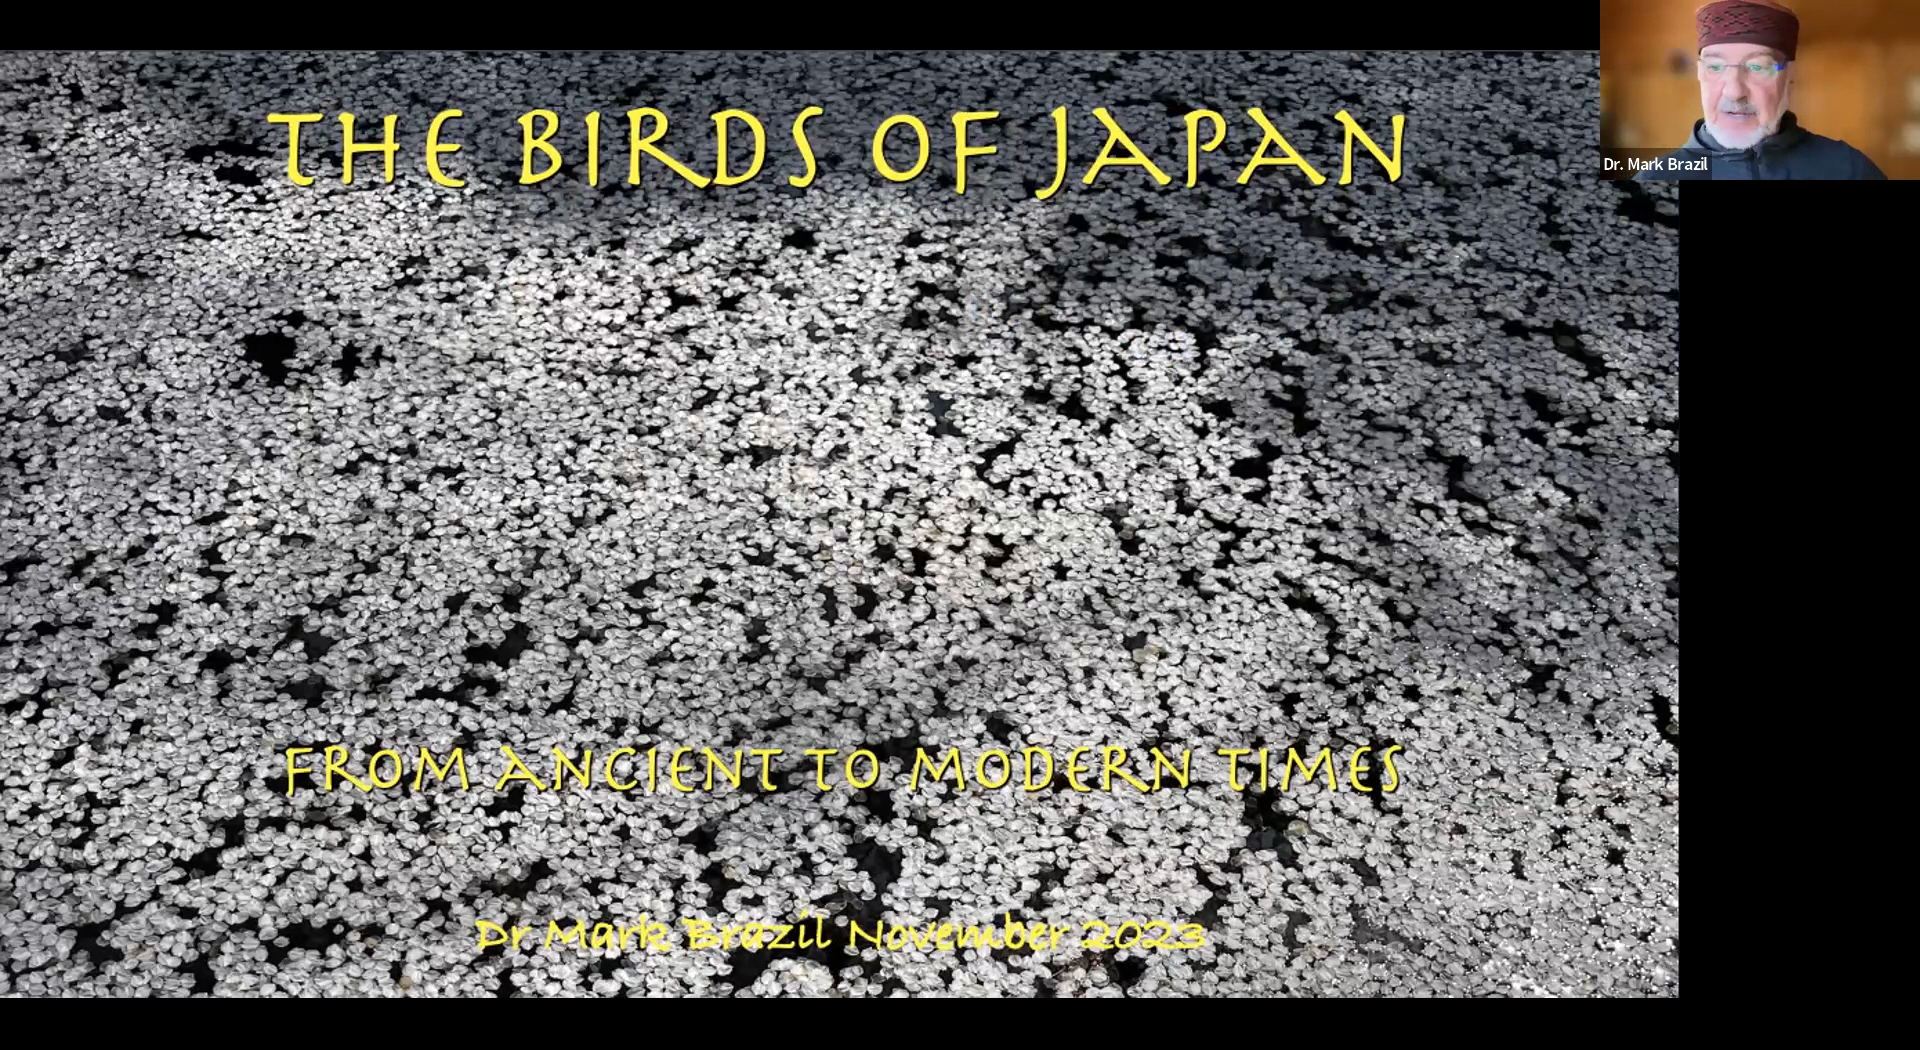 THE BIRDS OF JAPAN
Dr. Mark Brazil
FROM ANCIENT TO MODERN TIMES
Dr Mark Brazil November 2023